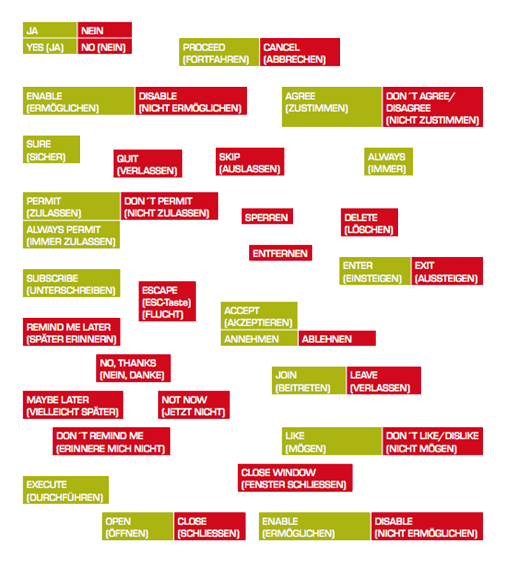 JA NEIN
YES (JA) NO (NEIN)
PROCEED CANCEL
(FORTFAHREN) (ABBRECHEN)
ENABLE DISABLE
(ERMÖGLICHEN) (NICHT ERMÖGLICHEN)
AGREE DON´T AGREE/
(ZUSTIMMEN) DISAGREE
(NICHT ZUSTIMMEN)
SURE
(SICHER)
QUIT
(VERLASSEN)
SKIP
(AUSLASSEN)
ALWAYS
(IMMER)
PERMIT DON´T PERMIT
(ZULASSEN) (NICHT ZULASSEN)
ALWAYS PERMIT
(IMMER ZULASSEN)
SPERREN
DELETE
(LÖSCHEN)
ENTFERNEN
ENTER EXIT
(EINSTEIGEN) (AUSSTEIGEN)
SUBSCRIBE
(UNTERSCHREIBEN)
ESCAPE
(ESC-Taste)
(FLUCHT)
ACCEPT
(AKZEPTIEREN)
ANNEHMEN ABLEHNEN
REMIND ME LATER
(SPÄTER ERINNERN)
NO, THANKS
(NEIN, DANKE)
JOIN LEAVE
(BEITRETEN) (VERLASSEN)
MAYBE LATER
(VIELLEICHT SPÄTER)
NOT NOW
(JETZT NICHT)
DON´T REMIND ME
(ERINNERE MICH NICHT)
LIKE DON´T LIKE/DISLIKE
(MÖGEN) (NICHT MÖGEN)
CLOSE WINDOW
(FENSTER SCHLIESSEN)
EXECUTE
(DURCHFÜHREN)
OPEN CLOSE
(ÖFFNEN) (SCHLIESSEN)
ENABLE DISABLE
(ERMÖGLICHEN) (NICHT ERMÖGLICHEN)